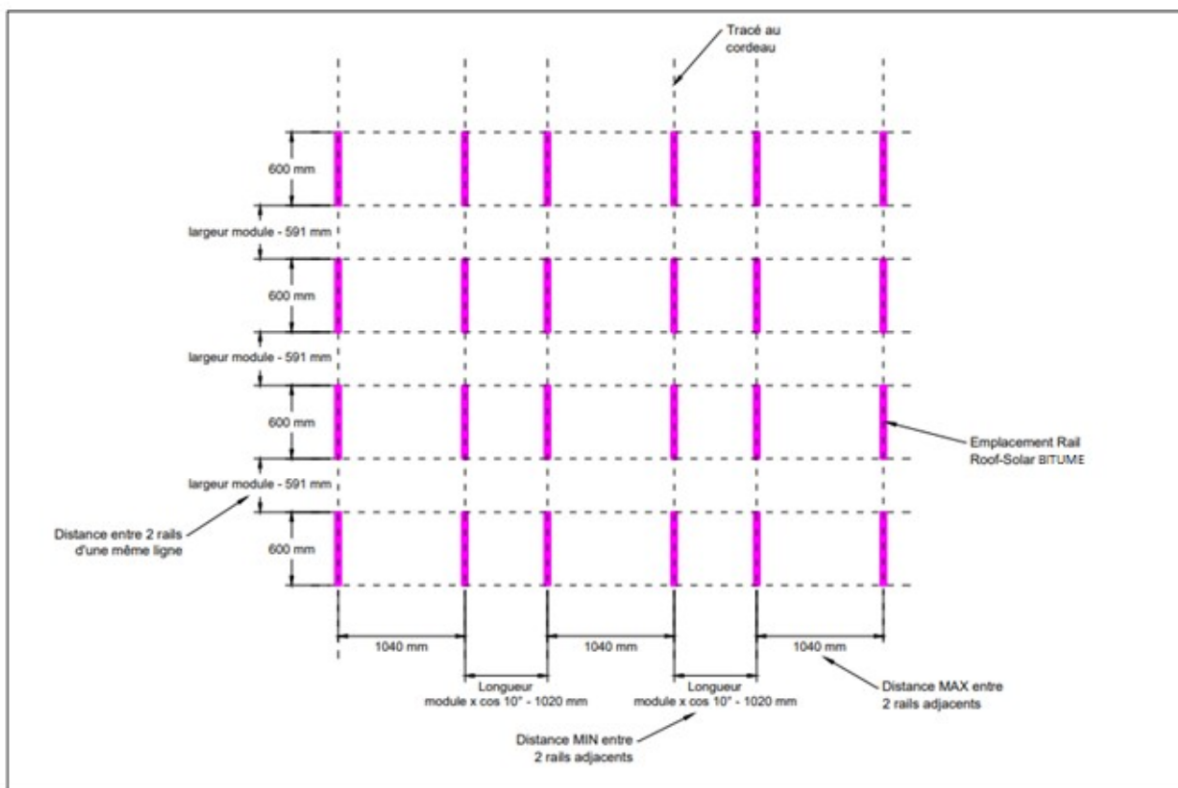 Tracé au
cordeau
600 mm
largeur module - 591 mm
600 mm
largeur module - 591 mm
600 mm
Emplacement Rail
Roof-Solar BITUME
largeur module - 591 mm
Distance entre 2 rails
d'une même ligne
600 mm
1040 mm
1040 mm
1040 mm
Longueur
module x cos 10° - 1020 mm
Longueur
module x cos 10° - 1020 mm
Distance MAX entre
2 rails adjacents
Distance MIN entre
2 rails adjacents